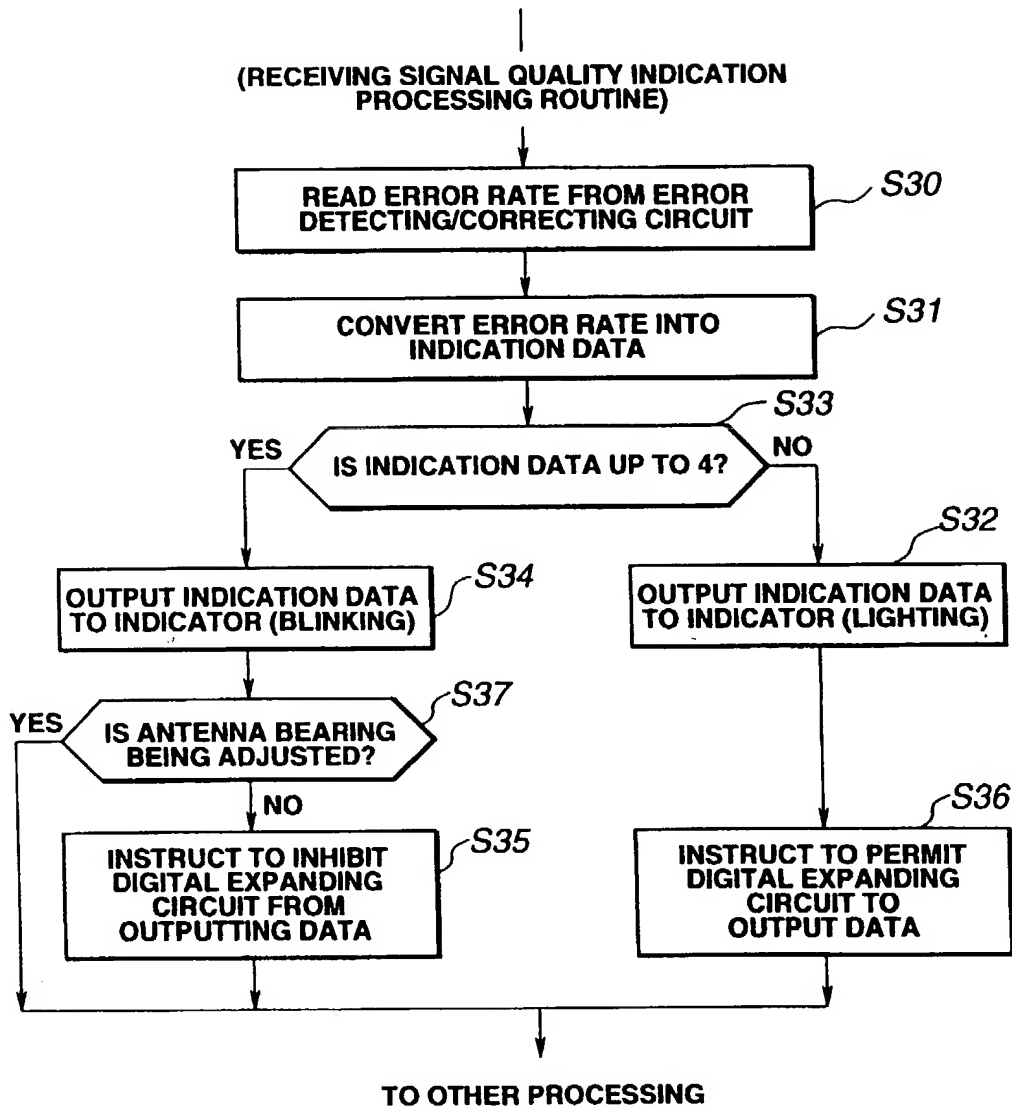 (RECEIVING SIGNAL QUALITY INDICATION
PROCESSING ROUTINE)
READ ERROR RATE FROM ERROR
DETECTING/CORRECTING CIRCUIT
S30
CONVERT ERROR RATE INTO
INDICATION DATA
S31
IS INDICATION DATA UP TO 4?
S33
YES
NO
OUTPUT INDICATION DATA
TO INDICATOR (BLINKING)
S34
OUTPUT INDICATION DATA
TO INDICATOR (LIGHTING)
S32
IS ANTENNA BEARING
BEING ADJUSTED?
S37
YES
NO
INSTRUCT TO INHIBIT
DIGITAL EXPANDING
CIRCUIT FROM
OUTPUTTING DATA
S35
INSTRUCT TO PERMIT
DIGITAL EXPANDING
CIRCUIT TO
OUTPUT DATA
S36
TO OTHER PROCESSING